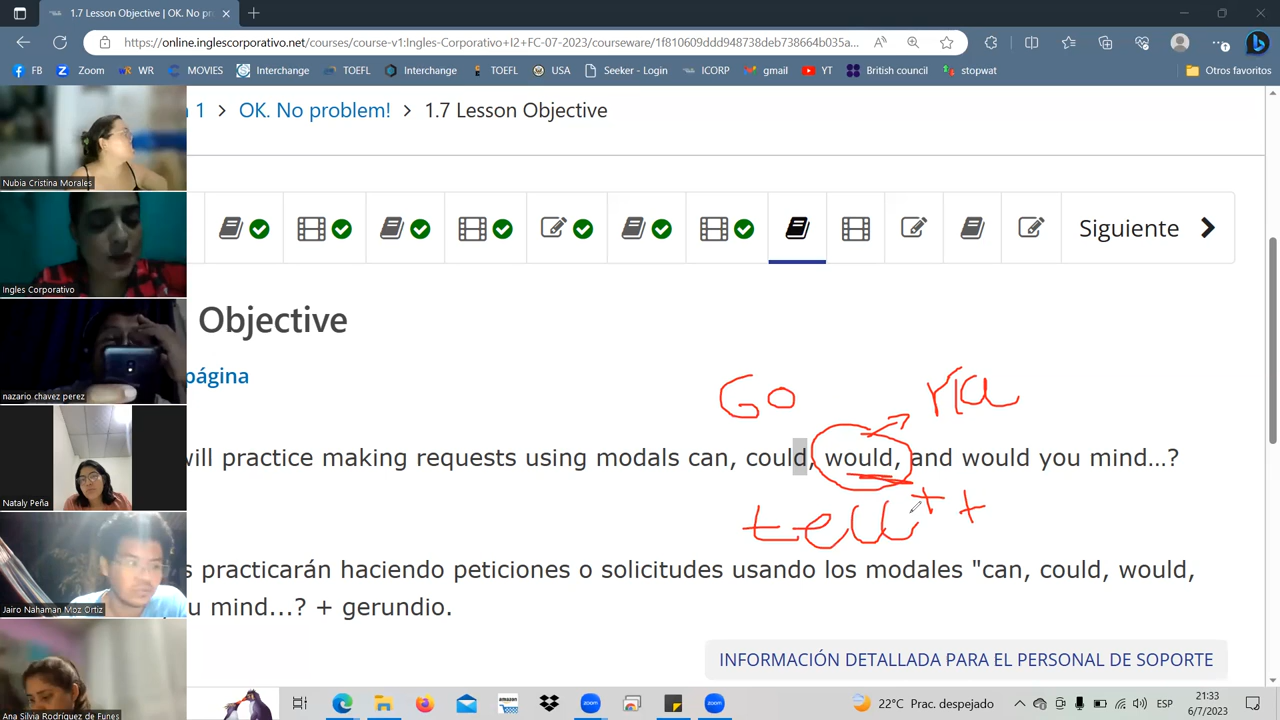 1.7 Lesson Objective | OK. No pr
https://online.inglescorporativo.net/courses/course-v1:Ingles-Corporativo+I2+FC-07-2023/courseware/1f810609ddd948738deb738664b035a...
FB Zoom WR MOVIES Interchange TOEFL Interchange TOEFL USA Seeker - Login ICORP gmail YT British council stopwat Otros favoritos
1 > OK. No problem! > 1.7 Lesson Objective
Nubia Cristina Morales
Siguiente
Ingles Corporativo
Objective
página
nazario chavez perez
Go
ria
will practice making requests using modals can, could, would, and would you mind...?
Nataly Peña
tell + +
s practicarán haciendo peticiones o solicitudes usando los modales "can, could, would,
Jairo Nahaman Moz Ortiz
u mind...? + gerundio.
INFORMACIÓN DETALLADA PARA EL PERSONAL DE SOPORTE
Ana Silvia Rodríguez de Funes
amazon
22°C Prac. despejado
ESP
21:33
6/7/2023